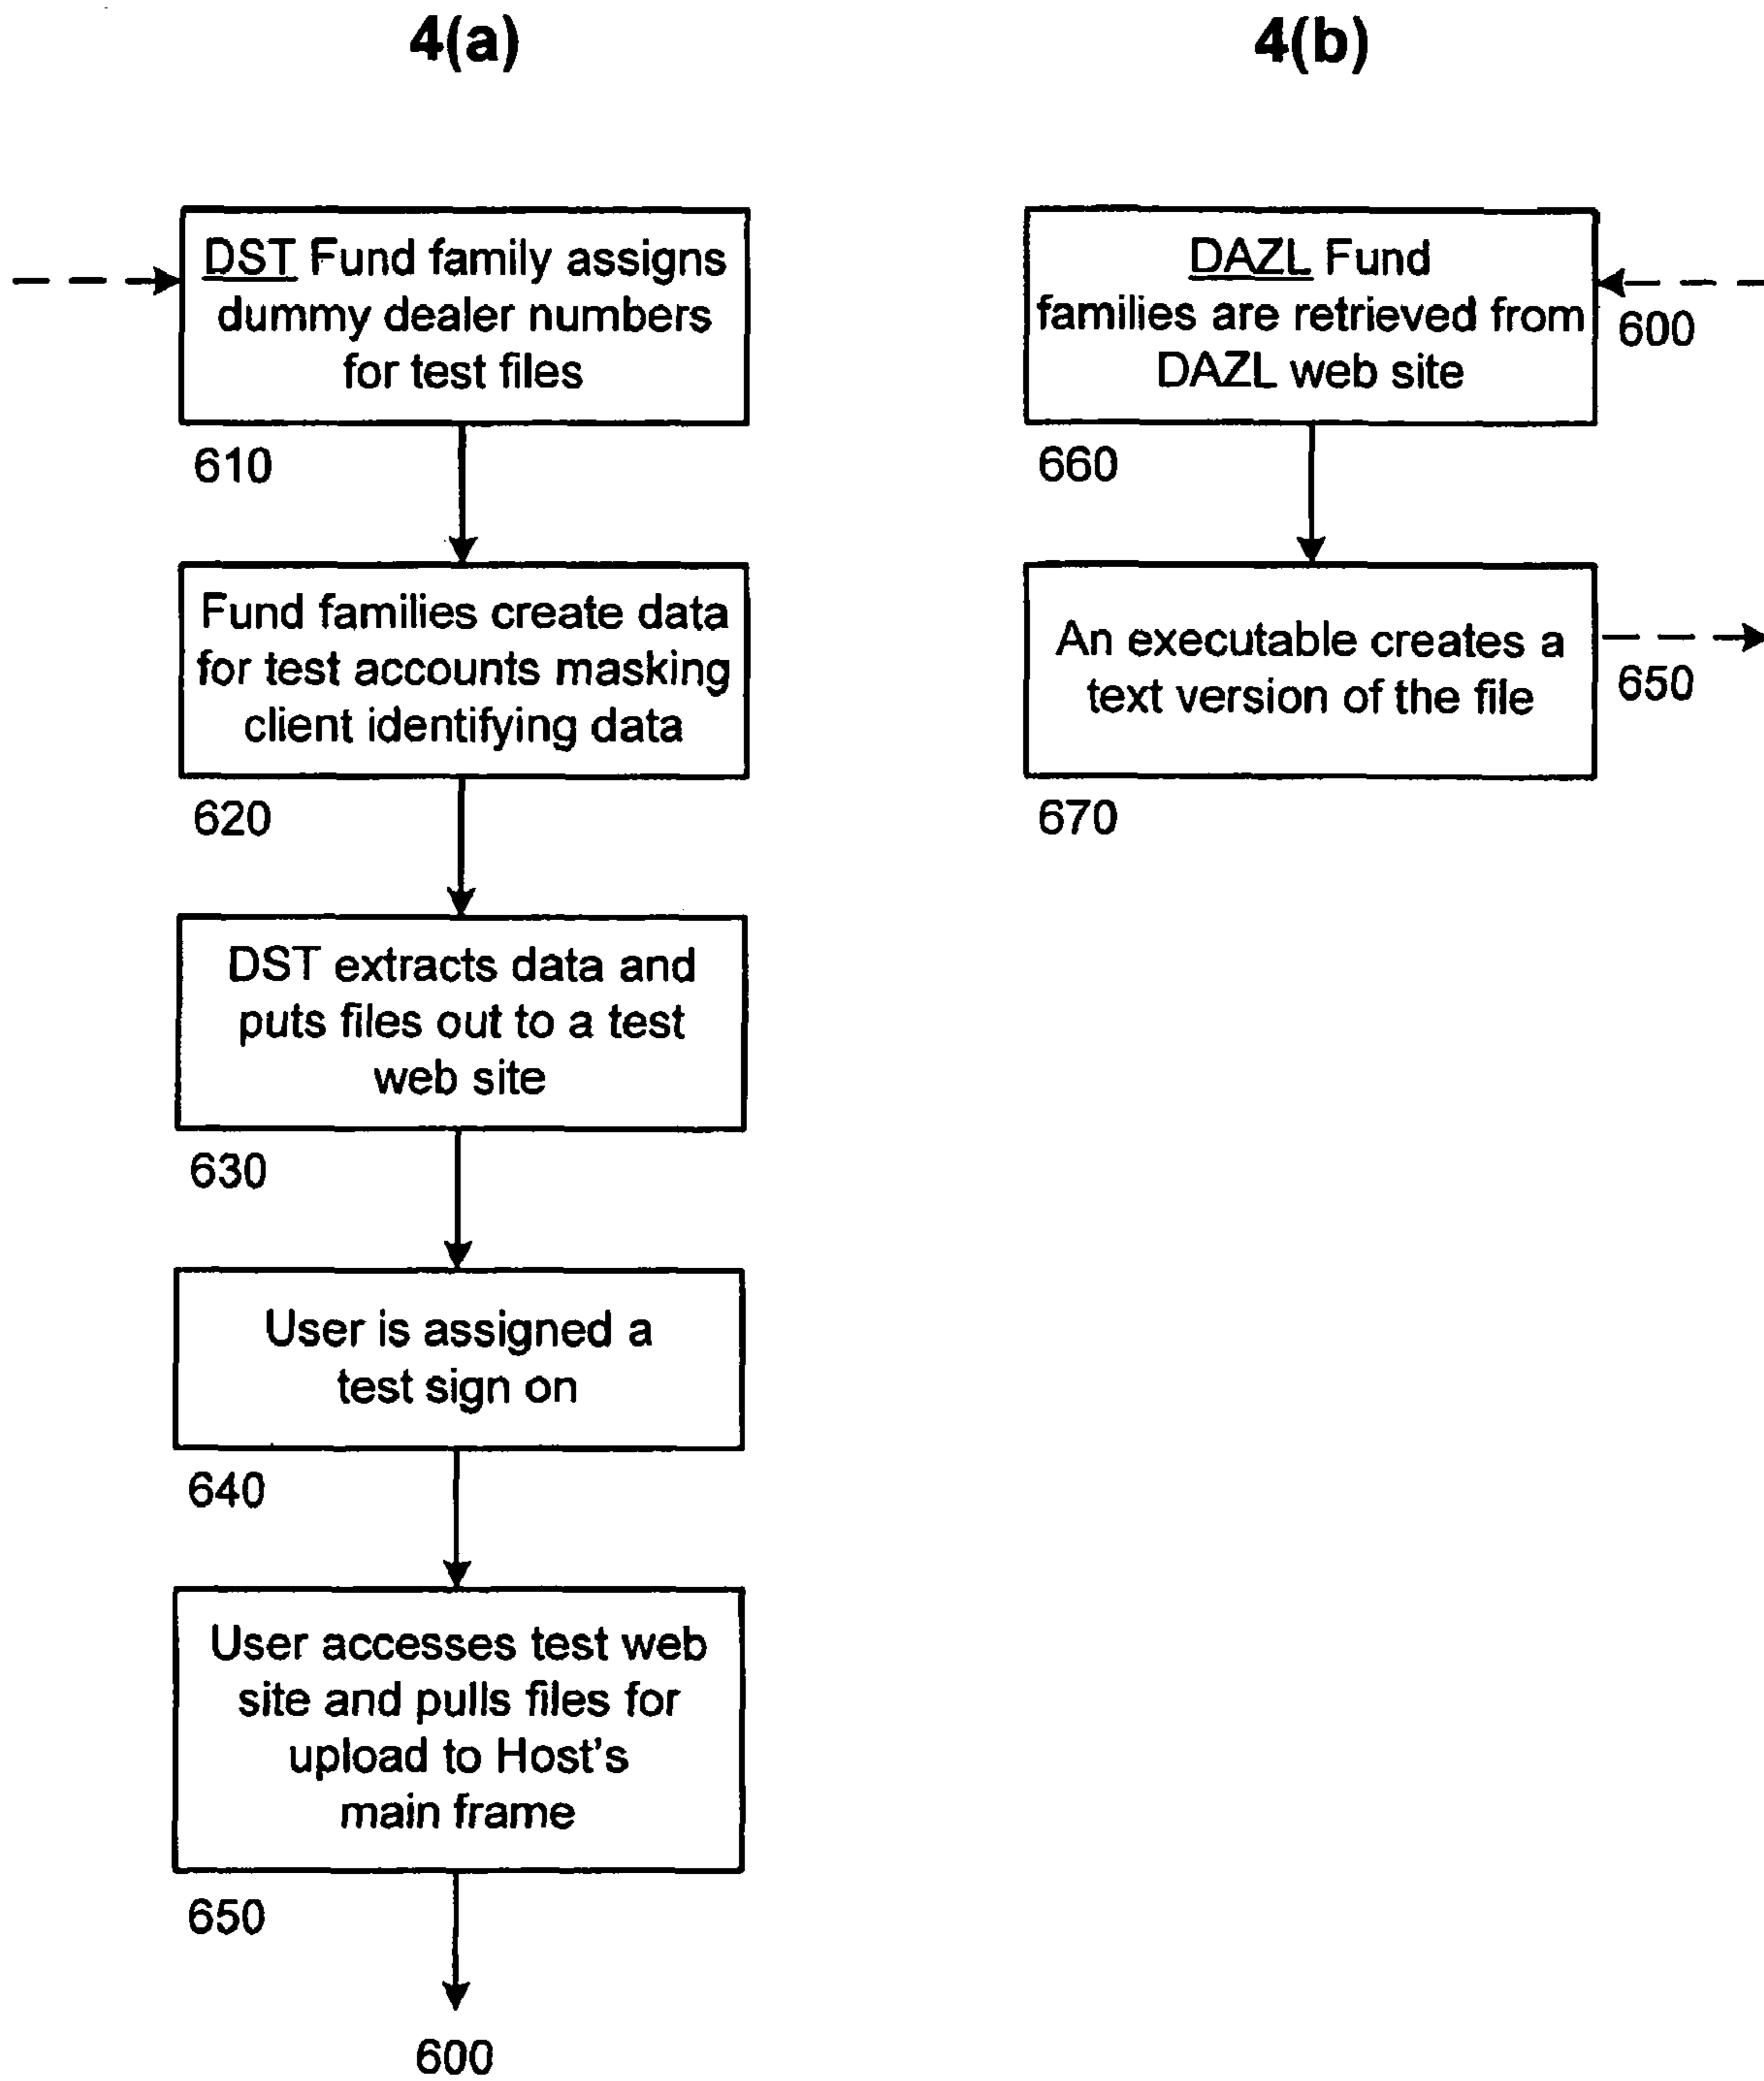 4(a)
DST Fund family assigns
dummy dealer numbers
for test files
610
Fund families create data
for test accounts masking
client identifying data
620
DST extracts data and
puts files out to a test
web site
630
User is assigned a
test sign on
640
User accesses test web
site and pulls files for
upload to Host's
main frame
650
600
4(b)
DAZL Fund
families are retrieved from
DAZL web site
600
660
An executable creates a
text version of the file
650
670